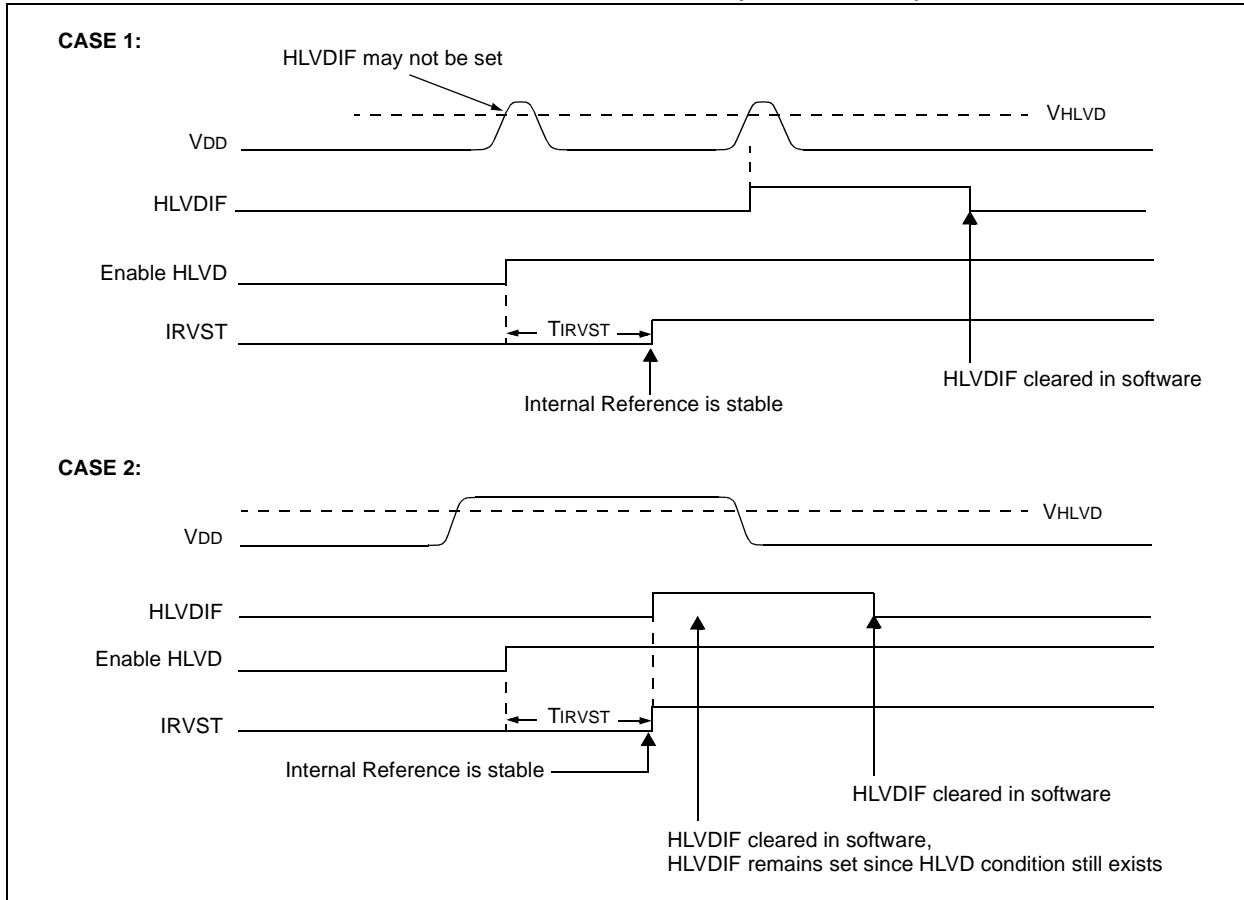 CASE 1:
HLVDIF may not be set
VHLVD
VDD
HLVDIF
Enable HLVD
IRVST
TIRVST
HLVDIF cleared in software
Internal Reference is stable
CASE 2:
VHLVD
VDD
HLVDIF
Enable HLVD
TIRVST
IRVST
Internal Reference is stable
HLVDIF cleared in software
HLVDIF cleared in software,
HLVDIF remains set since HLVD condition still exists